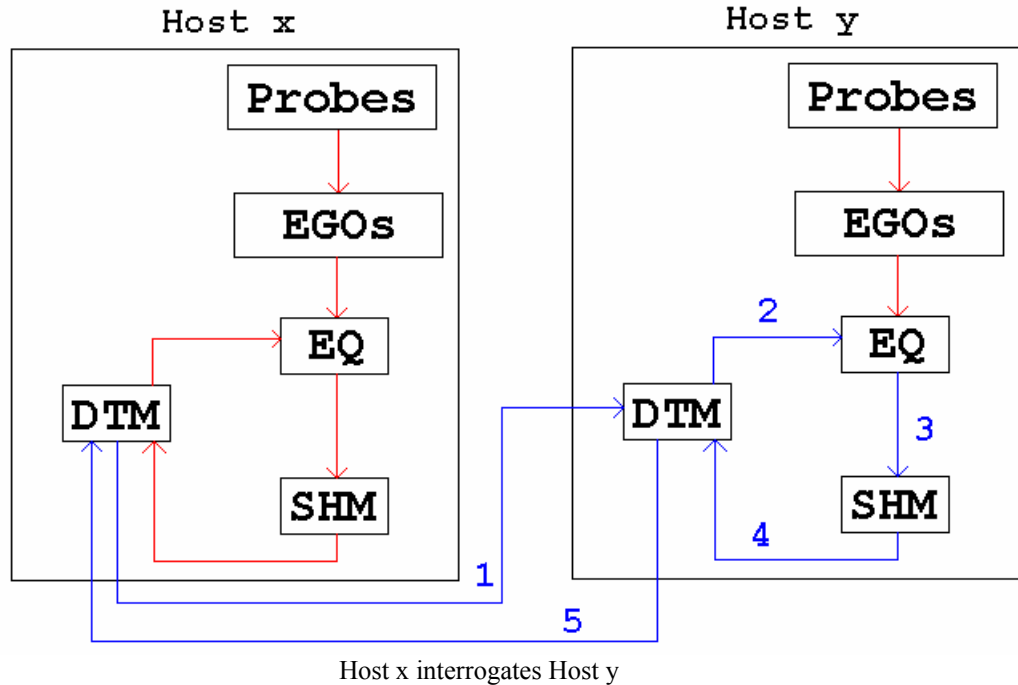 Host x
Host y
Probes
Probes
EGOs
EGOs
2
EQ
EQ
DTM
DTM
3
SHM
SHM
4
1
5
Host x interrogates Host y